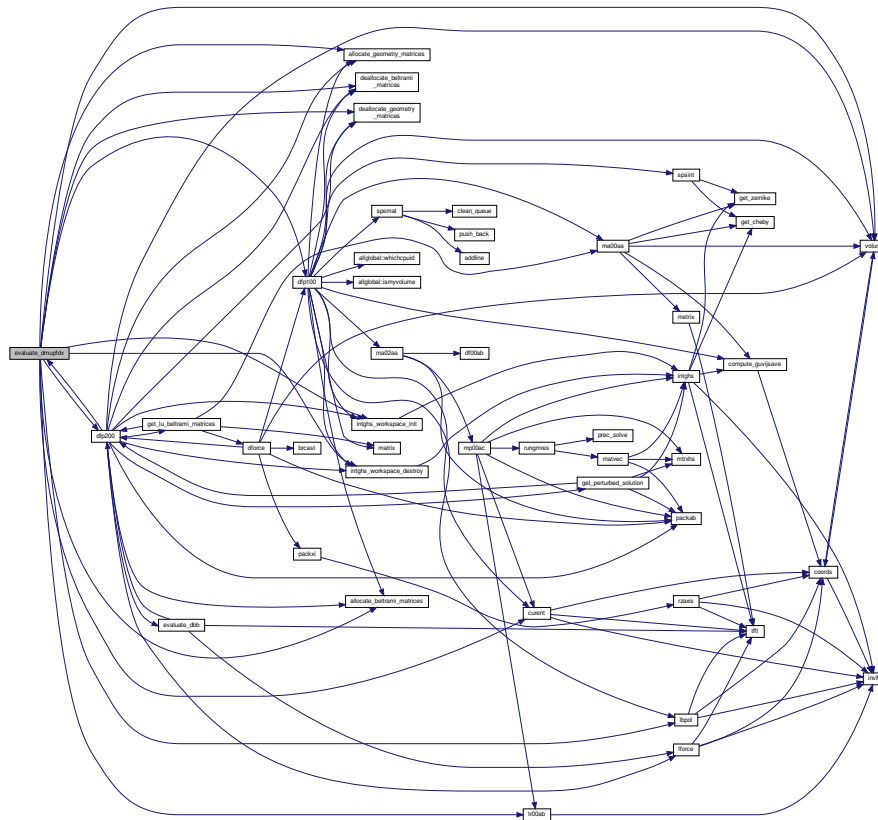 allocate_geometry_matrices
deallocate_beltrami
_matrices
deallocate_geometry
_matrices
spsint
get_zernike
spsmat
clean_queue
get_cheby
push_back
ma00aa
volu
addline
allglobal::whichcpuid
dfp100
allglobal::ismyvolume
metrix
evaluate_dmupfdx
ma02aa
df00ab
compute_guvijsave
intghs
get_lu_beltrami_matrices
intghs_workspace_init
dfp200
prec_solve
dforce
brcast
matrix
mp00ac
rungmres
matvec
mtrxhs
intghs_workspace_destroy
get_perturbed_solution
packab
packxi
coords
allocate_beltrami_matrices
rzaxis
curent
evaluate_dbb
tfft
invft
lbpol
lforce
tr00ab